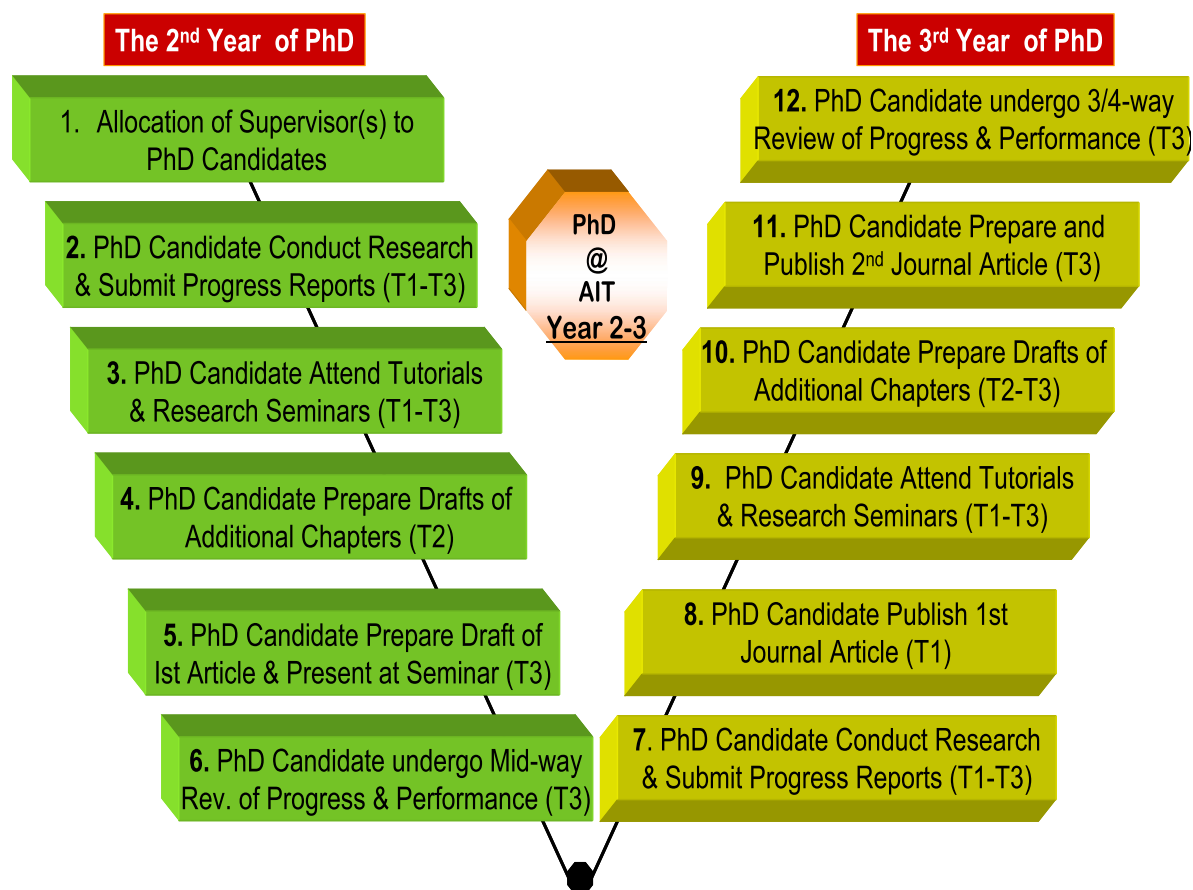 The 2nd Year of PhD
1. Allocation of Supervisor(s) to
PhD Candidates
2. PhD Candidate Conduct Research
& Submit Progress Reports (T1-T3)
3. PhD Candidate Attend Tutorials
& Research Seminars (T1-T3)
4. PhD Candidate Prepare Drafts of
Additional Chapters (T2)
5. PhD Candidate Prepare Draft of
Ist Article & Present at Seminar (T3)
6. PhD Candidate undergo Mid-way
Rev. of Progress & Performance (T3)
PhD
@
AIT
Year 2-3
The 3rd Year of PhD
12. PhD Candidate undergo 3/4-way
Review of Progress & Performance (T3)
11. PhD Candidate Prepare and
Publish 2nd Journal Article (T3)
10. PhD Candidate Prepare Drafts of
Additional Chapters (T2-T3)
9. PhD Candidate Attend Tutorials
& Research Seminars (T1-T3)
8. PhD Candidate Publish 1st
Journal Article (T1)
7. PhD Candidate Conduct Research
& Submit Progress Reports (T1-T3)